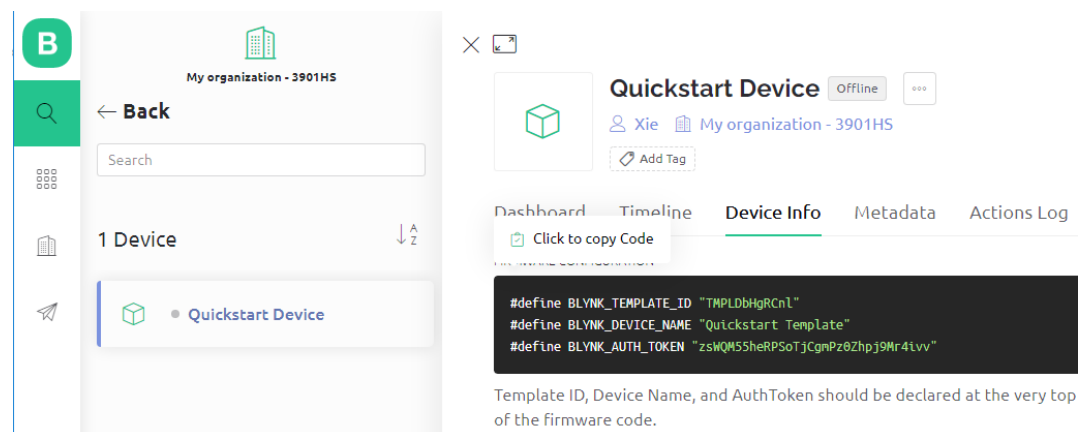 B
My organization - 3901HS
← Back
Search
1 Device
A
Z
Quickstart Device
Quickstart Device Offline
Xie My organization - 3901HS
Add Tag
Dashboard Timeline Device Info Metadata Actions Log
Click to copy Code
#define BLYNK_TEMPLATE_ID "TMPLDbHgRCnl"
#define BLYNK_DEVICE_NAME "Quickstart Template"
#define BLYNK_AUTH_TOKEN "zsWQM55heRPSoTjCgmPz0Zhpj9Mr4ivv"
Template ID, Device Name, and AuthToken should be declared at the very top
of the firmware code.